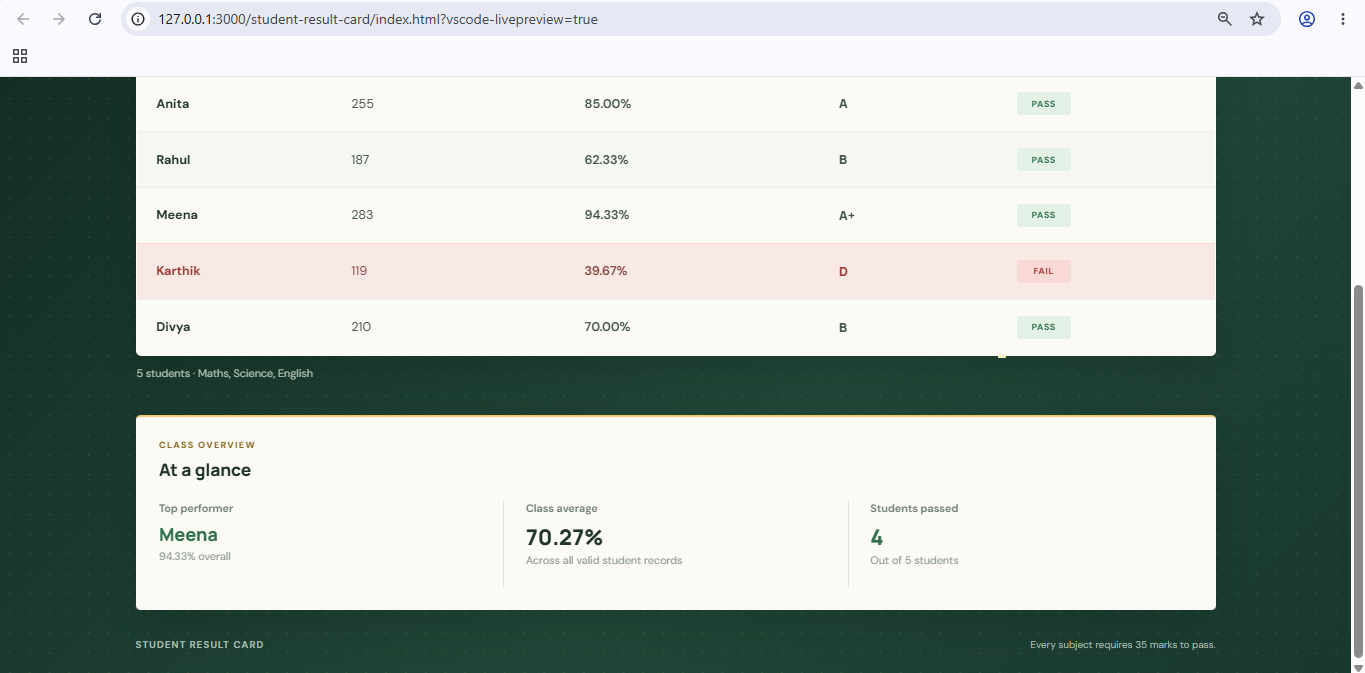 127.0.0.1:3000/student-result-card/index.html?vscode-livepreview=true
Anita 255 85.00% A PASS
Rahul 187 62.33% B PASS
Meena 283 94.33% A+ PASS
Karthik 119 39.67% D FAIL
Divya 210 70.00% B PASS
5 students · Maths, Science, English
CLASS OVERVIEW
At a glance
Top performer
Meena
94.33% overall
Class average
70.27%
Across all valid student records
Students passed
4
Out of 5 students
STUDENT RESULT CARD
Every subject requires 35 marks to pass.